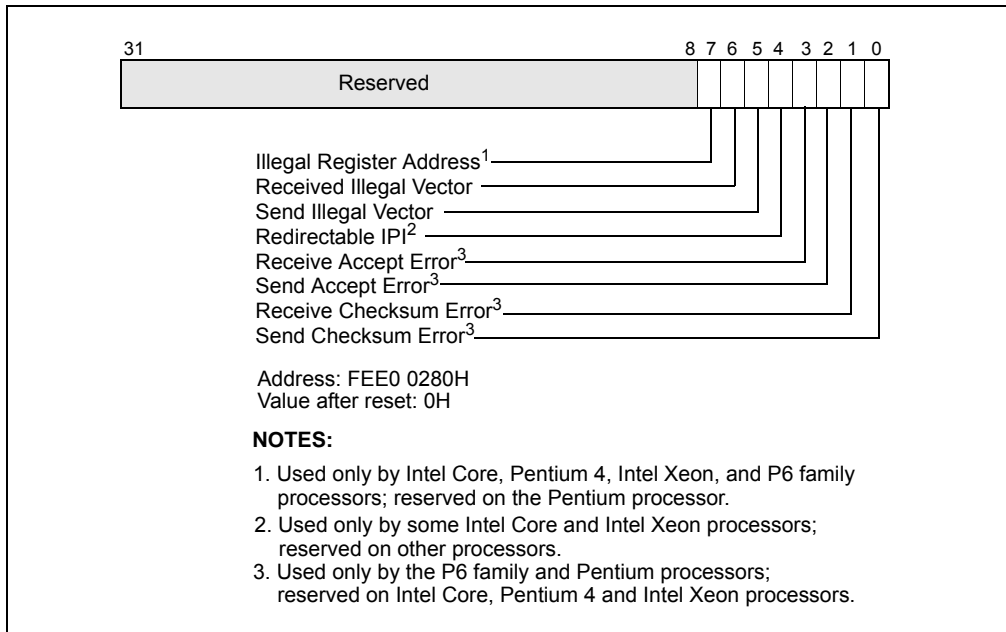 31 8 7 6 5 4 3 2 1 0
Reserved
Illegal Register Address1
Received Illegal Vector
Send Illegal Vector
Redirectable IPI2
Receive Accept Error3
Send Accept Error3
Receive Checksum Error3
Send Checksum Error3
Address: FEE0 0280H
Value after reset: 0H
NOTES:
1. Used only by Intel Core, Pentium 4, Intel Xeon, and P6 family
processors; reserved on the Pentium processor.
2. Used only by some Intel Core and Intel Xeon processors;
reserved on other processors.
3. Used only by the P6 family and Pentium processors;
reserved on Intel Core, Pentium 4 and Intel Xeon processors.